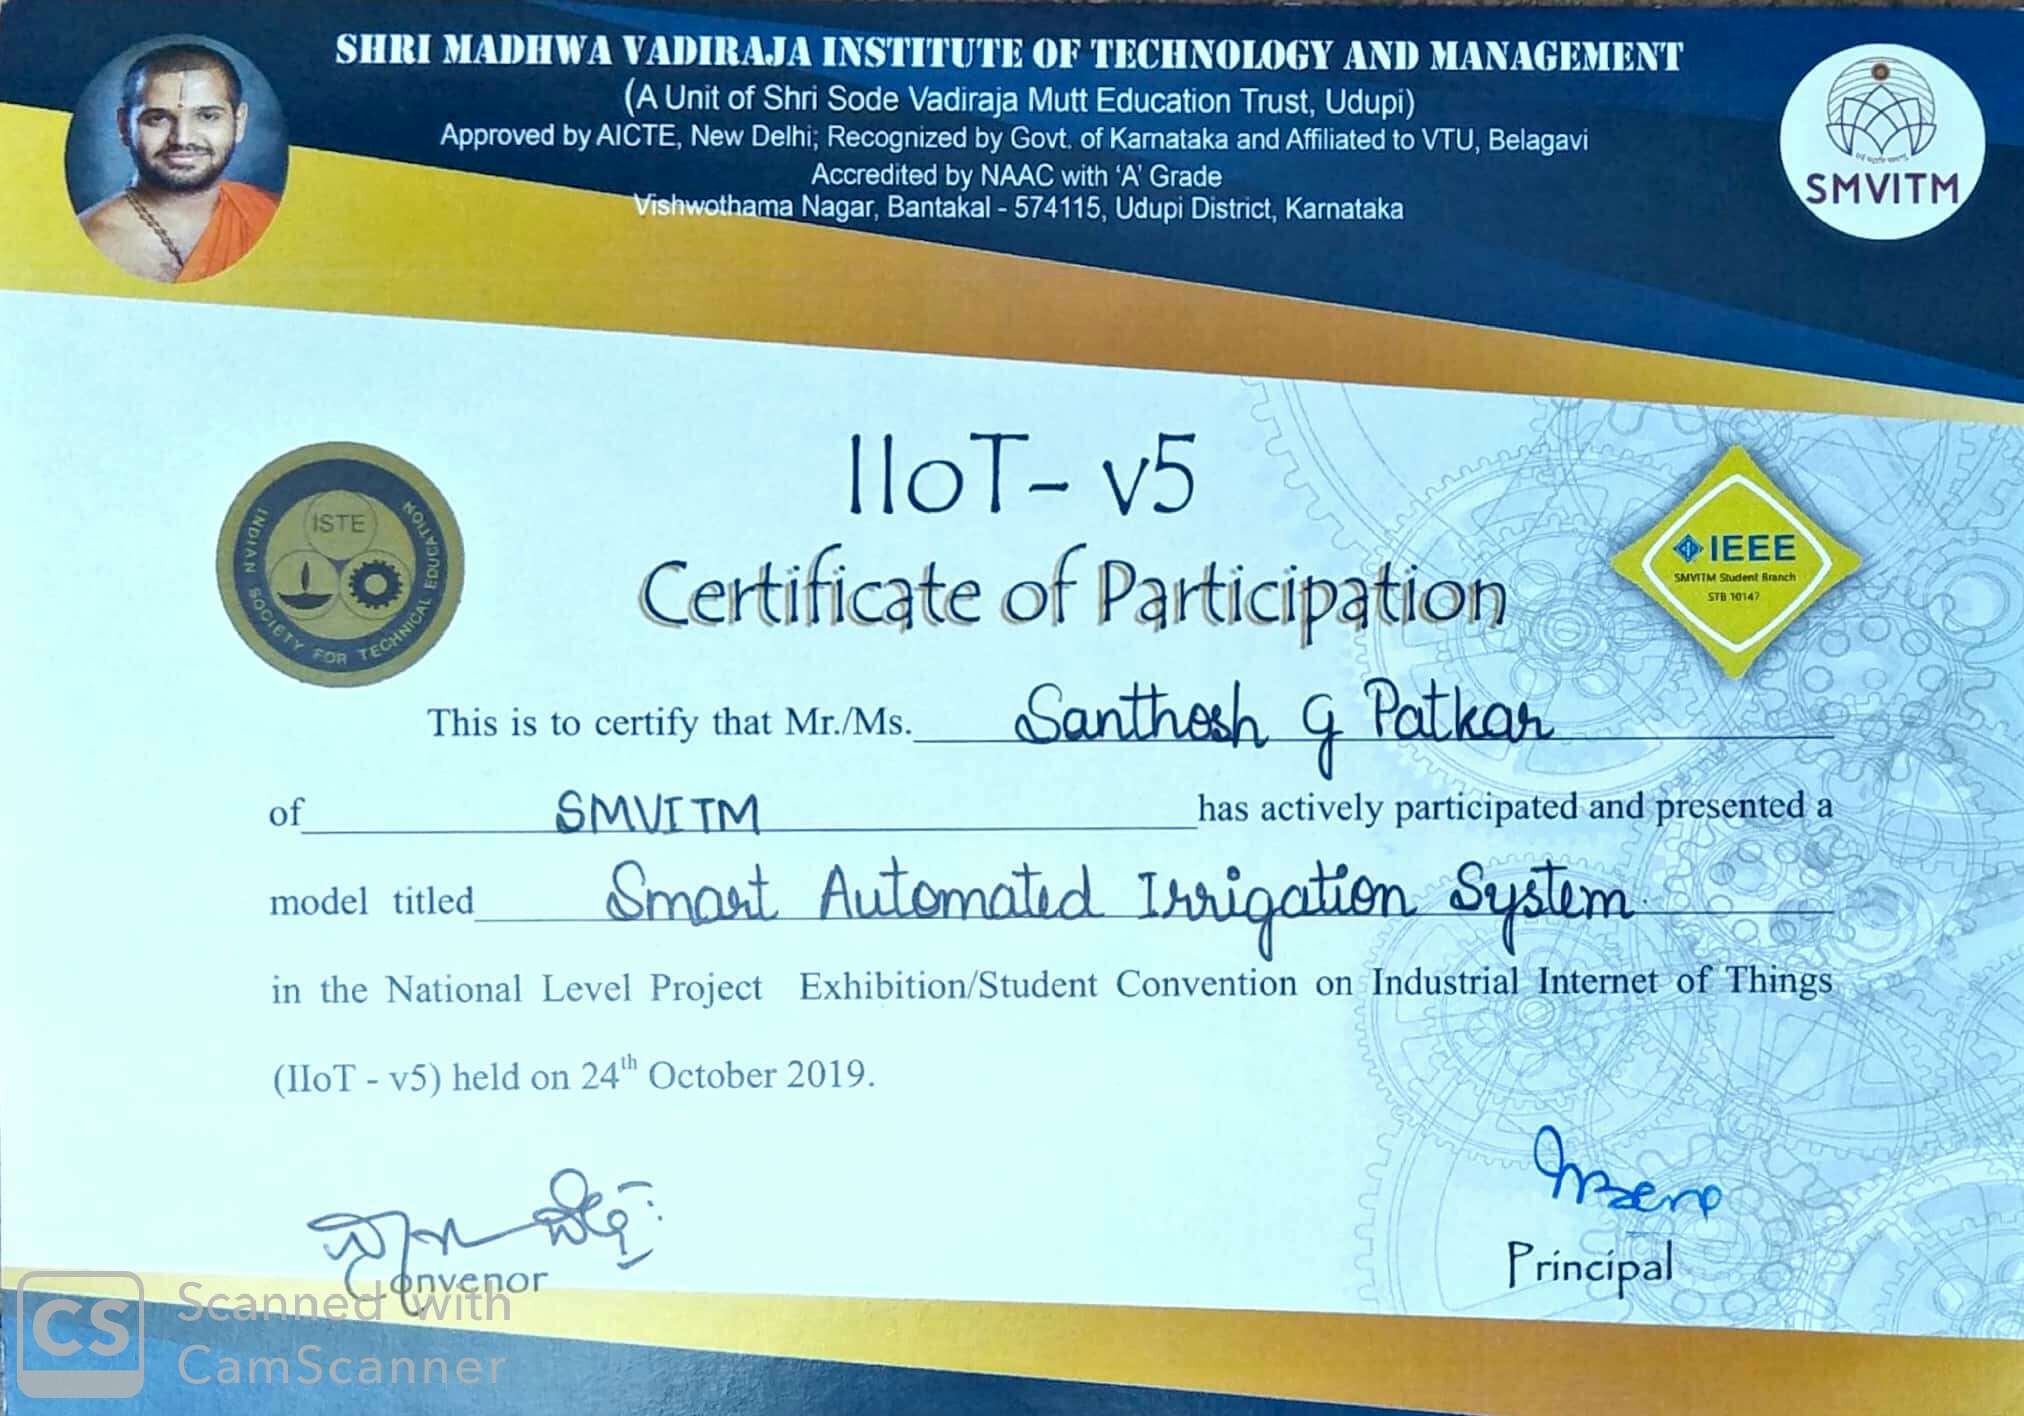 SHRI MADHWA VADIRAJA INSTITUTE OF TECHNOLOGY AND MANAGEMENT
(A Unit of Shri Sode Vadiraja Mutt Education Trust, Udupi)
Approved by AICTE, New Delhi; Recognized by Govt. of Karnataka and Affiliated to VTU, Belagavi
Accredited by NAAC with ‘A’ Grade
Vishwothama Nagar, Bantakal - 574115, Udupi District, Karnataka
SMVITM
IIoT- v5
Certificate of Participation
ISTE
INDIAN SOCIETY FOR TECHNICAL EDUCATION
IEEE
SMVITM Student Branch
STB 10147
This is to certify that Mr./Ms. Santhosh G Patkar
of SMVITM has actively participated and presented a
model titled Smart Automated Irrigation System.
in the National Level Project Exhibition/Student Convention on Industrial Internet of Things
(IIoT - v5) held on 24th October 2019.
Convenor
Principal
CS
Scanned with
CamScanner